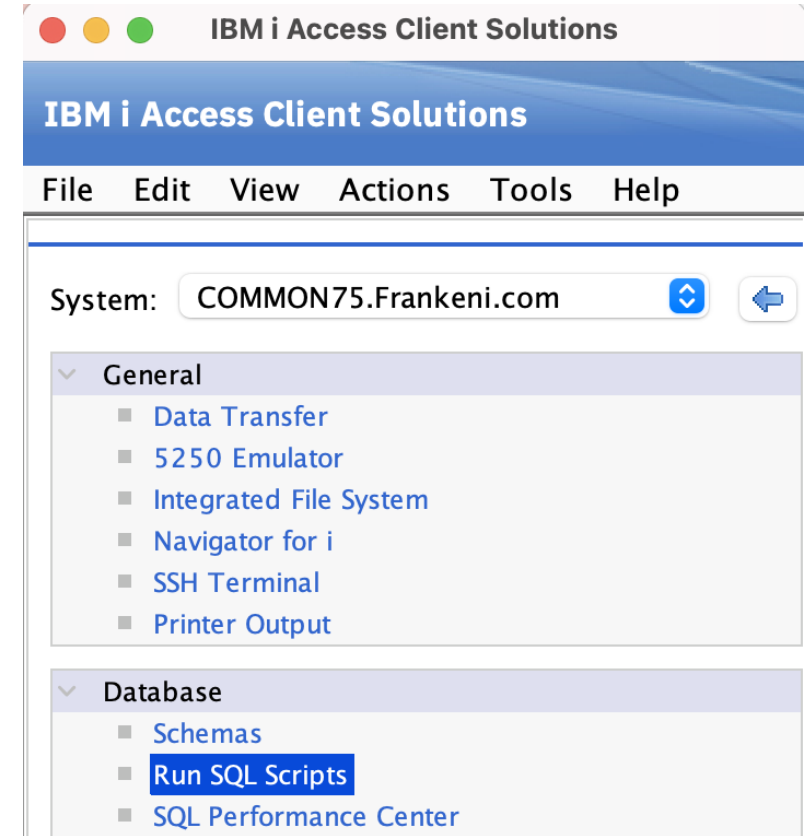 IBM i Access Client Solutions
IBM i Access Client Solutions
File Edit View Actions Tools Help
System: COMMON75.Frankeni.com
General
Data Transfer
5250 Emulator
Integrated File System
Navigator for i
SSH Terminal
Printer Output
Database
Schemas
Run SQL Scripts
SQL Performance Center